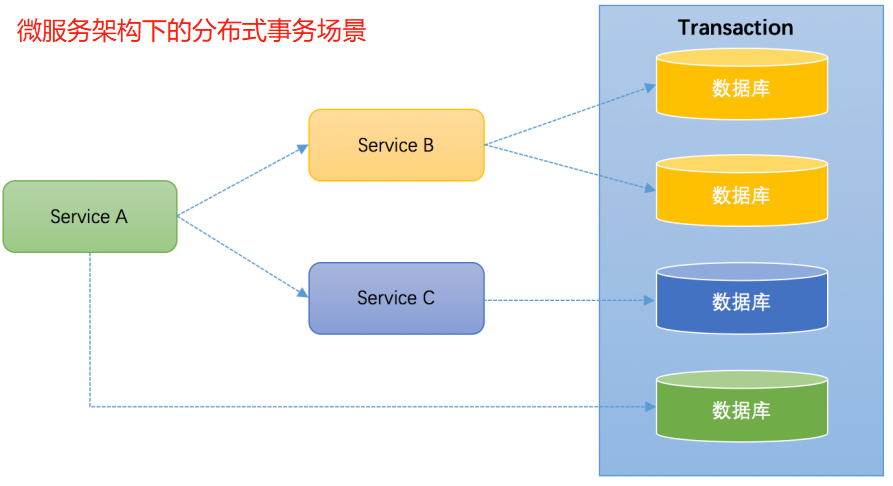 微服务架构下的分布式事务场景
Transaction
数据库
Service B
数据库
Service A
Service C
数据库
数据库